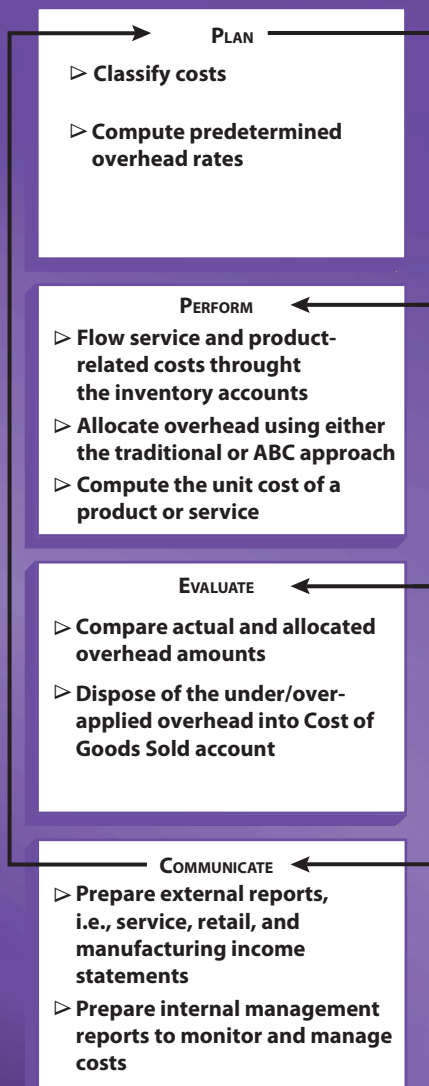 PLAN
▷ Classify costs
▷ Compute predetermined
overhead rates
PERFORM
▷ Flow service and product-
related costs throught
the inventory accounts
▷ Allocate overhead using either
the traditional or ABC approach
▷ Compute the unit cost of a
product or service
EVALUATE
▷ Compare actual and allocated
overhead amounts
▷ Dispose of the under/over-
applied overhead into Cost of
Goods Sold account
COMMUNICATE
▷ Prepare external reports,
i.e., service, retail, and
manufacturing income
statements
▷ Prepare internal management
reports to monitor and manage
costs